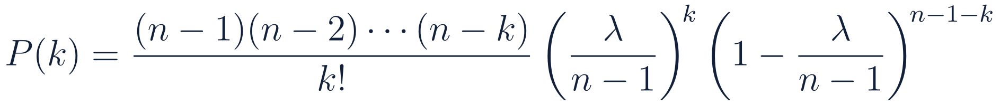 $P(k) = \frac{(n-1)(n-2)\cdots(n-k)}{k!} \left(\frac{\lambda}{n-1}\right)^k \left(1 - \frac{\lambda}{n-1}\right)^{n-1-k}$